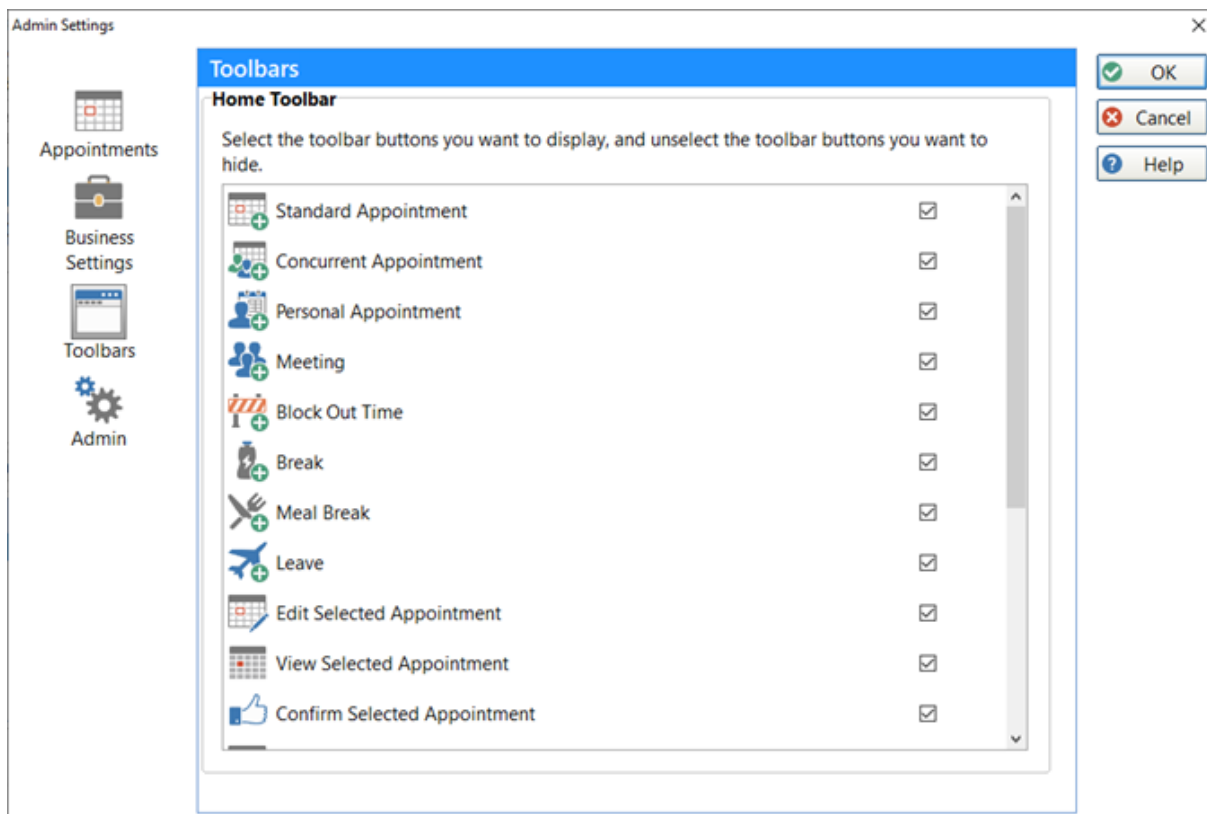 Admin Settings
Appointments
Business
Settings
Toolbars
Admin
Toolbars
Home Toolbar
Select the toolbar buttons you want to display, and unselect the toolbar buttons you want to
hide.
Standard Appointment
Concurrent Appointment
Personal Appointment
Meeting
Block Out Time
Break
Meal Break
Leave
Edit Selected Appointment
View Selected Appointment
Confirm Selected Appointment
OK
Cancel
Help